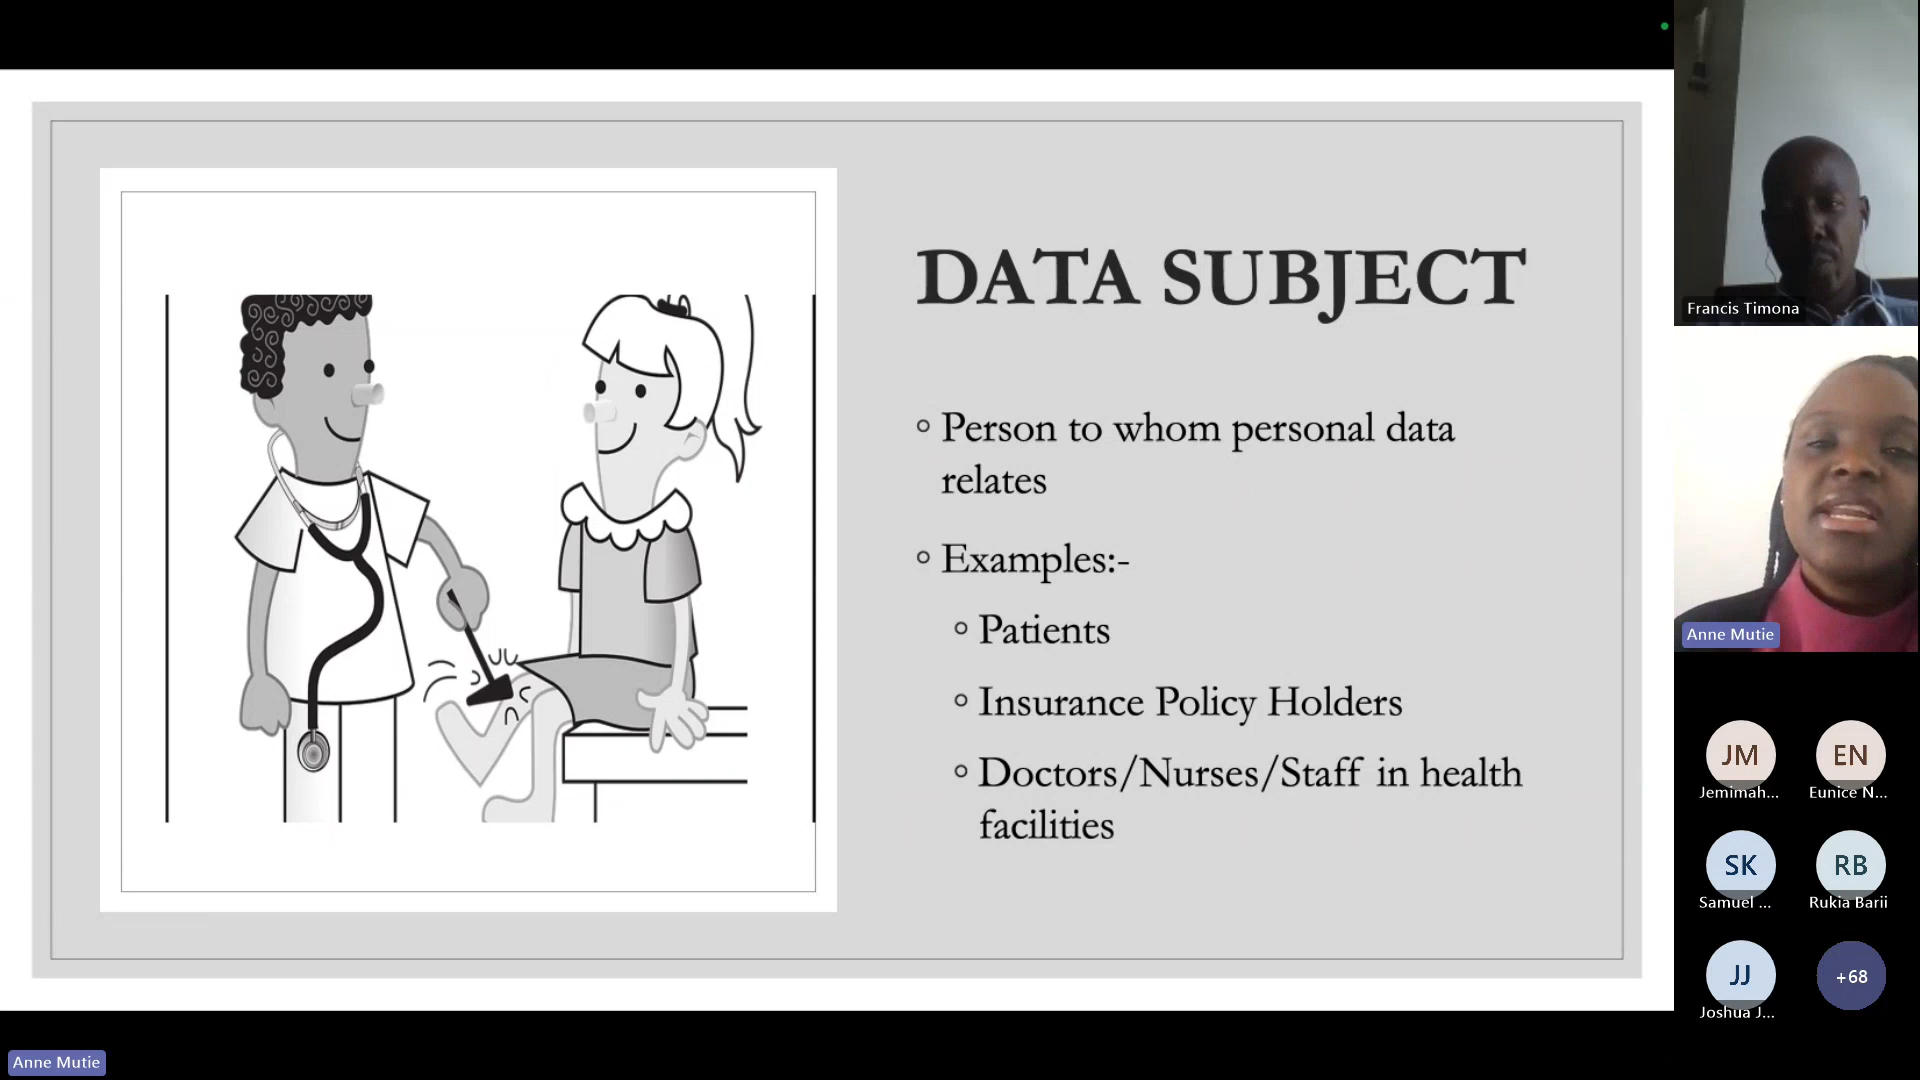 DATA SUBJECT
Person to whom personal data
relates
Examples:-
Patients
Insurance Policy Holders
Doctors/Nurses/Staff in health
facilities
Francis Timona
Anne Mutie
JM
EN
Jemimah...
Eunice N...
SK
RB
Samuel ...
Rukia Barii
JJ
+68
Joshua J...
Anne Mutie